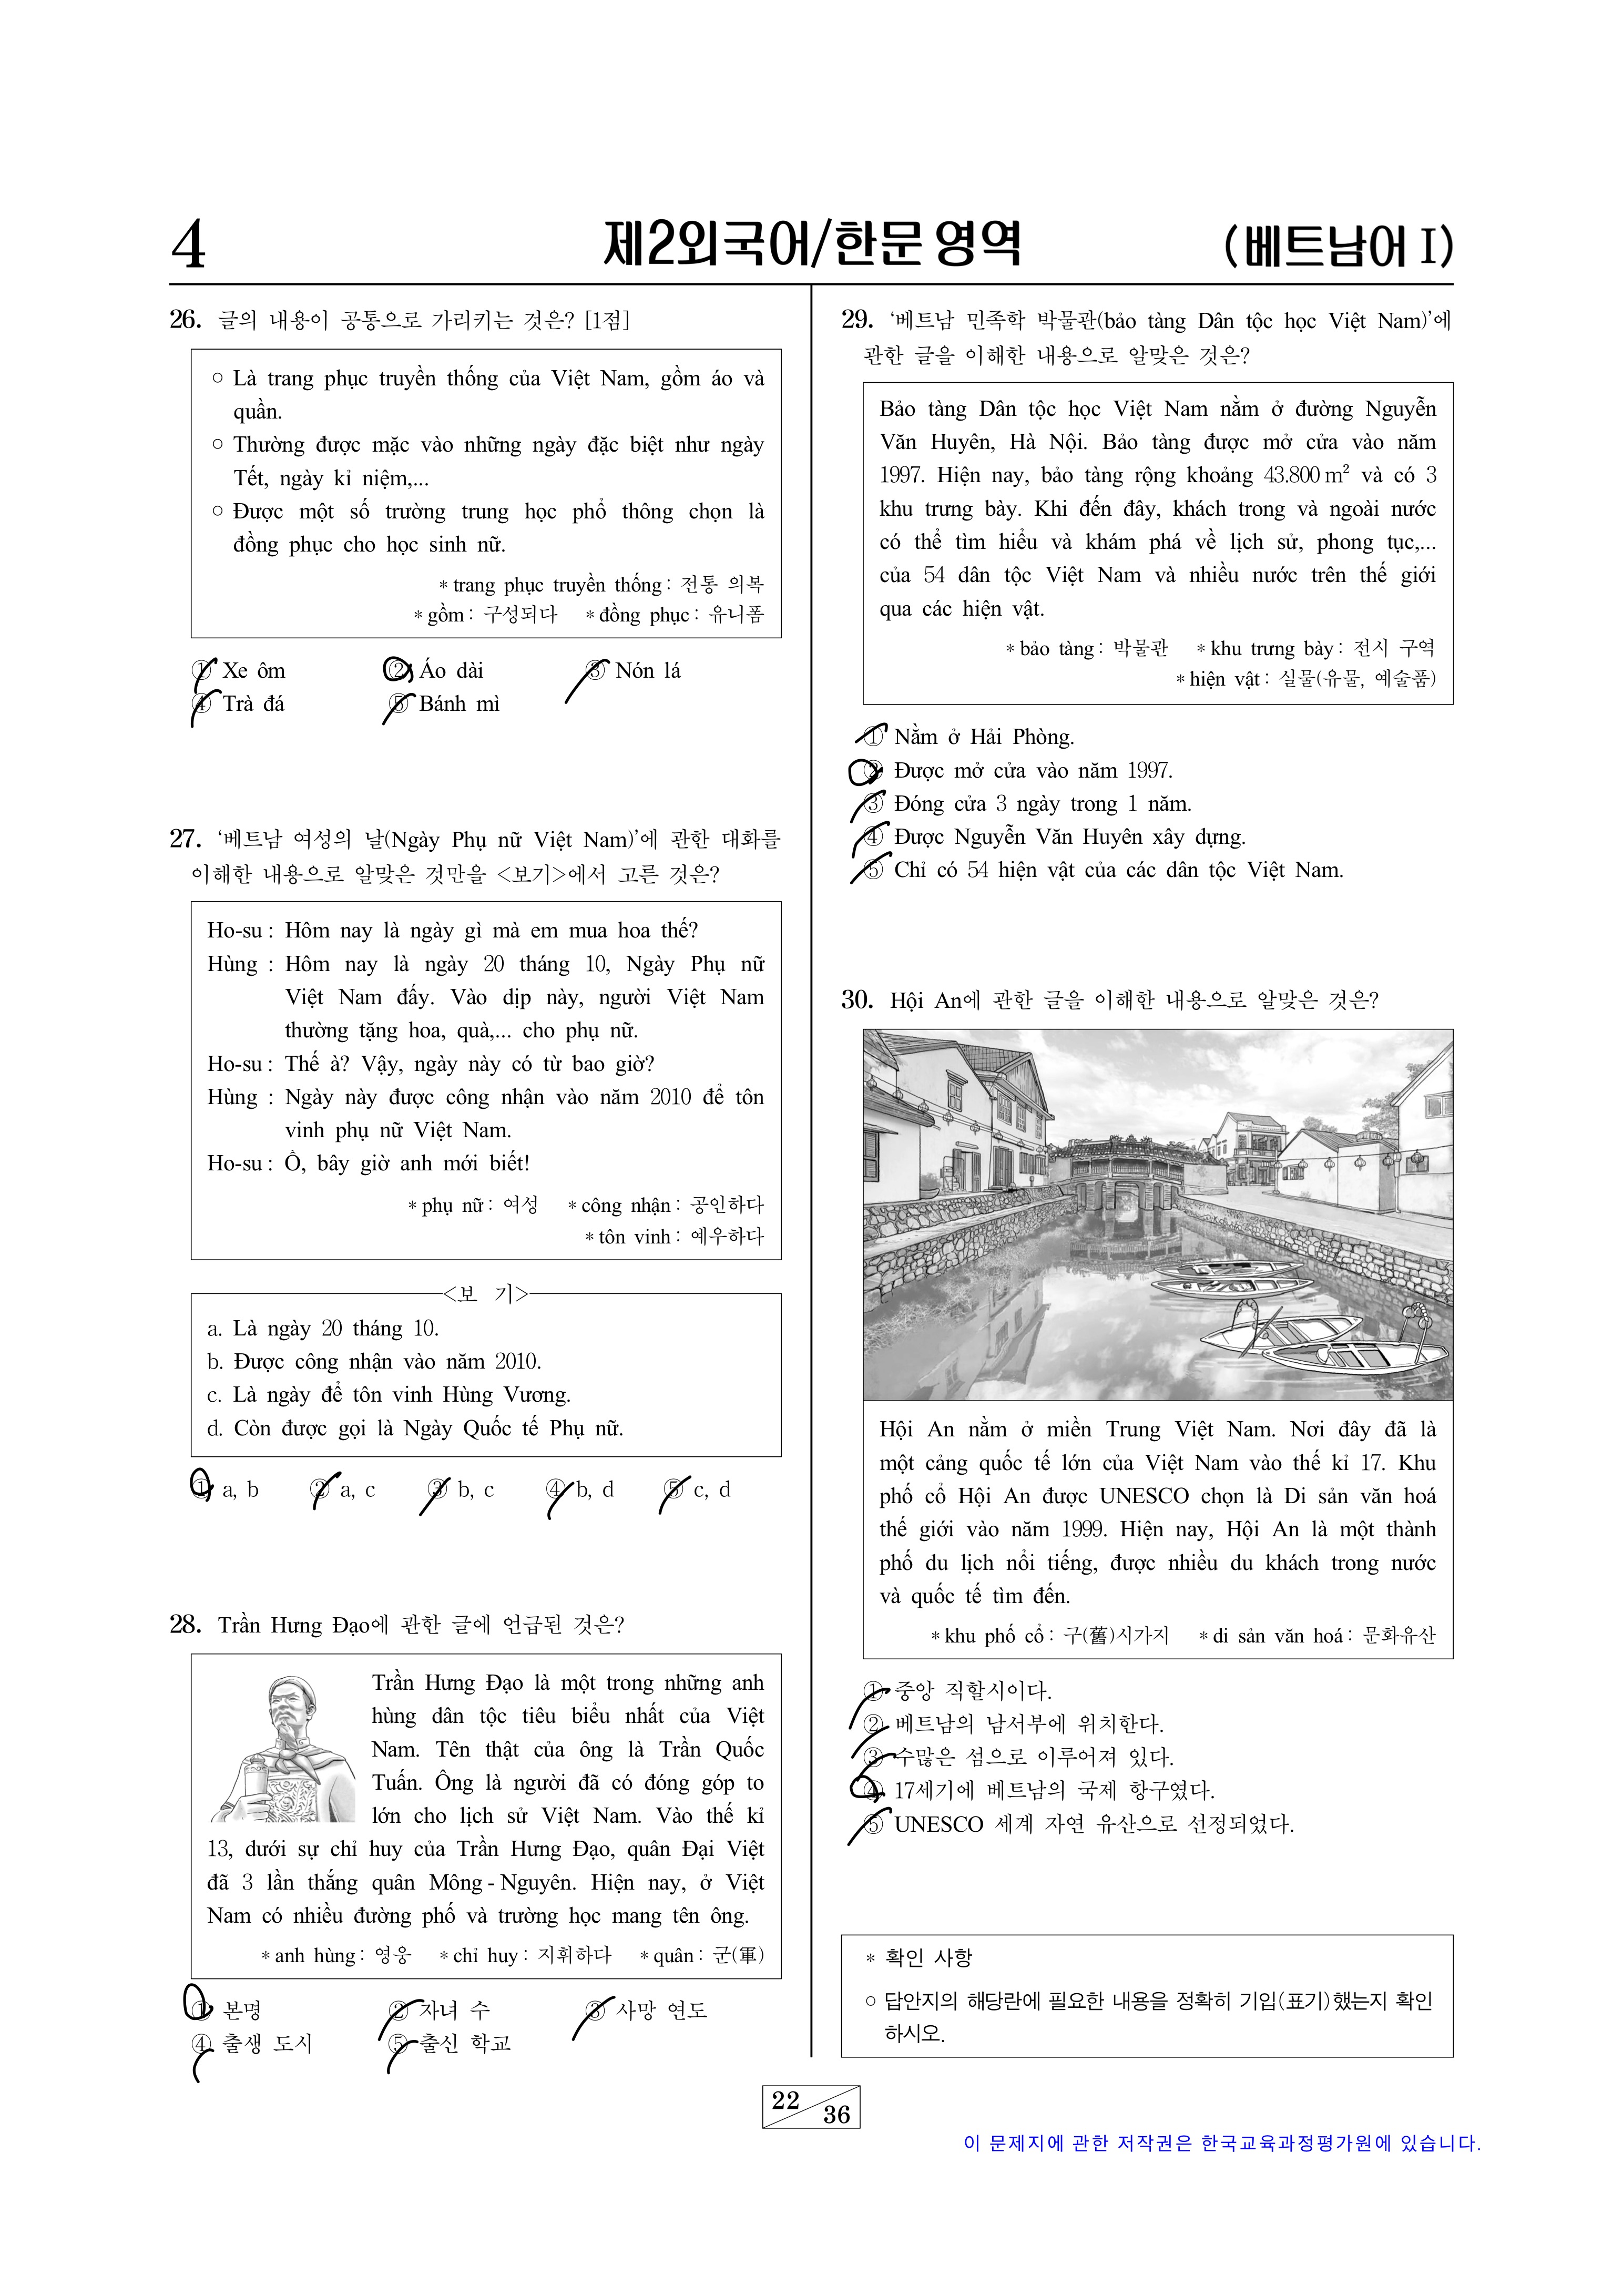 4
제2외국어/한문 영역
(베트남어 I)
26. 글의 내용이 공통으로 가리키는 것은? [1점]
○ Là trang phục truyền thống của Việt Nam, gồm áo và
quần.
○ Thường được mặc vào những ngày đặc biệt như ngày
Tết, ngày kỉ niệm,...
○ Được một số trường trung học phổ thông chọn là
đồng phục cho học sinh nữ.
* trang phục truyền thống : 전통 의복
* gồm : 구성되다 * đồng phục : 유니폼
① Xe ôm ② Áo dài ③ Nón lá
④ Trà đá ⑤ Bánh mì
27. ‘베트남 여성의 날(Ngày Phụ nữ Việt Nam)’에 관한 대화를
이해한 내용으로 알맞은 것만을 <보기>에서 고른 것은?
Ho-su : Hôm nay là ngày gì mà em mua hoa thế?
Hùng : Hôm nay là ngày 20 tháng 10, Ngày Phụ nữ
Việt Nam đấy. Vào dịp này, người Việt Nam
thường tặng hoa, quà,... cho phụ nữ.
Ho-su : Thế à? Vậy, ngày này có từ bao giờ?
Hùng : Ngày này được công nhận vào năm 2010 để tôn
vinh phụ nữ Việt Nam.
Ho-su : Ồ, bây giờ anh mới biết!
* phụ nữ : 여성 * công nhận : 공인하다
* tôn vinh : 예우하다
<보 기>
a. Là ngày 20 tháng 10.
b. Được công nhận vào năm 2010.
c. Là ngày để tôn vinh Hùng Vương.
d. Còn được gọi là Ngày Quốc tế Phụ nữ.
① a, b ② a, c ③ b, c ④ b, d ⑤ c, d
28. Trần Hưng Đạo에 관한 글에 언급된 것은?
Trần Hưng Đạo là một trong những anh
hùng dân tộc tiêu biểu nhất của Việt
Nam. Tên thật của ông là Trần Quốc
Tuấn. Ông là người đã có đóng góp to
lớn cho lịch sử Việt Nam. Vào thế kỉ
13, dưới sự chỉ huy của Trần Hưng Đạo, quân Đại Việt
đã 3 lần thắng quân Mông - Nguyên. Hiện nay, ở Việt
Nam có nhiều đường phố và trường học mang tên ông.
* anh hùng : 영웅 * chỉ huy : 지휘하다 * quân : 군(軍)
① 본명 ② 자녀 수 ③ 사망 연도
④ 출생 도시 ⑤ 출신 학교
29. ‘베트남 민족학 박물관(bảo tàng Dân tộc học Việt Nam)’에
관한 글을 이해한 내용으로 알맞은 것은?
Bảo tàng Dân tộc học Việt Nam nằm ở đường Nguyễn
Văn Huyên, Hà Nội. Bảo tàng được mở cửa vào năm
1997. Hiện nay, bảo tàng rộng khoảng 43.800 m² và có 3
khu trưng bày. Khi đến đây, khách trong và ngoài nước
có thể tìm hiểu và khám phá về lịch sử, phong tục,...
của 54 dân tộc Việt Nam và nhiều nước trên thế giới
qua các hiện vật.
* bảo tàng : 박물관 * khu trưng bày : 전시 구역
* hiện vật : 실물(유물, 예술품)
① Nằm ở Hải Phòng.
② Được mở cửa vào năm 1997.
③ Đóng cửa 3 ngày trong 1 năm.
④ Được Nguyễn Văn Huyên xây dựng.
⑤ Chỉ có 54 hiện vật của các dân tộc Việt Nam.
30. Hội An에 관한 글을 이해한 내용으로 알맞은 것은?
Hội An nằm ở miền Trung Việt Nam. Nơi đây đã là
một cảng quốc tế lớn của Việt Nam vào thế kỉ 17. Khu
phố cổ Hội An được UNESCO chọn là Di sản văn hoá
thế giới vào năm 1999. Hiện nay, Hội An là một thành
phố du lịch nổi tiếng, được nhiều du khách trong nước
và quốc tế tìm đến.
* khu phố cổ : 구(舊)시가지 * di sản văn hoá : 문화유산
① 중앙 직할시이다.
② 베트남의 남서부에 위치한다.
③ 수많은 섬으로 이루어져 있다.
④ 17세기에 베트남의 국제 항구였다.
⑤ UNESCO 세계 자연 유산으로 선정되었다.
* 확인 사항
○ 답안지의 해당란에 필요한 내용을 정확히 기입(표기)했는지 확인
하시오.
22 36
이 문제지에 관한 저작권은 한국교육과정평가원에 있습니다.